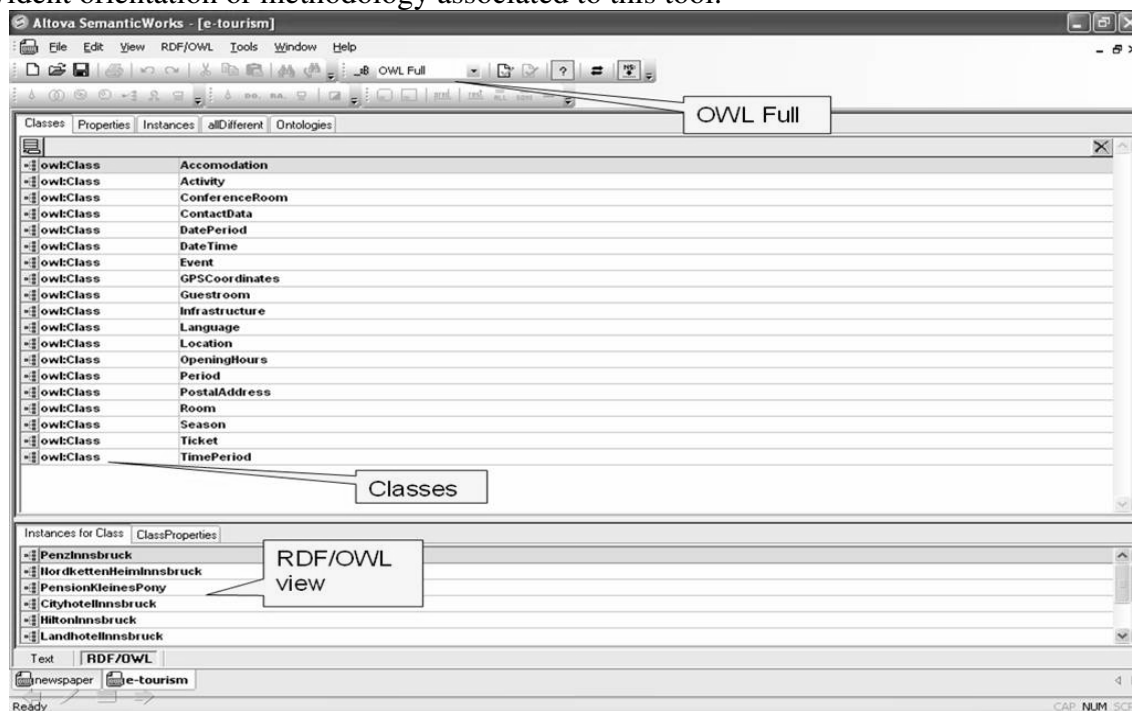 vident orientation of methodology associated to this tool.
Altova SemanticWorks - [e-tourism]
File Edit View RDF/OWL Tools Window Help
OWL Full
OWL Full
Classes Properties Instances allDifferent Ontologies
owl:Class Accomodation
owl:Class Activity
owl:Class ConferenceRoom
owl:Class ContactData
owl:Class DatePeriod
owl:Class DateTime
owl:Class Event
owl:Class GPSCoordinates
owl:Class Guestroom
owl:Class Infrastructure
owl:Class Language
owl:Class Location
owl:Class OpeningHours
owl:Class Period
owl:Class PostalAddress
owl:Class Room
owl:Class Season
owl:Class Ticket
owl:Class TimePeriod
Classes
Instances for Class ClassProperties
PenzInnsbruck
NordkettenHeimInnsbruck
PensionKleinesPony
CityhotelInnsbruck
HiltonInnsbruck
LandhotelInnsbruck
RDF/OWL
view
Text RDF/OWL
newspaper e-tourism
Ready CAP NUM